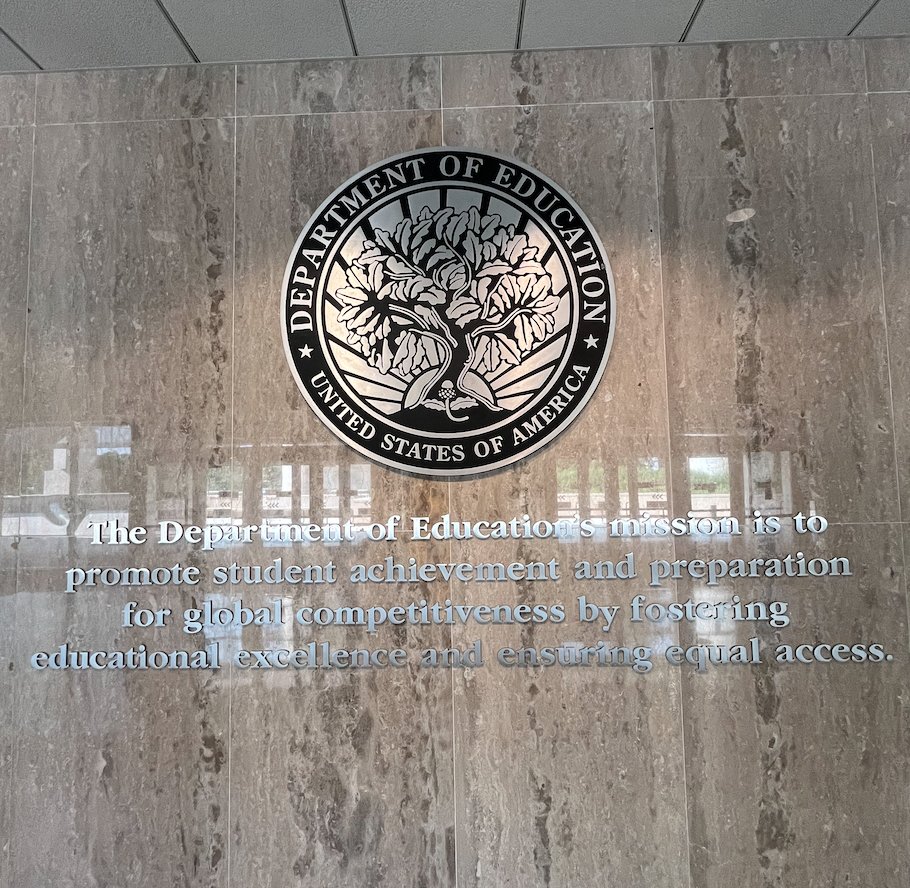 DEPARTMENT OF EDUCATION
UNITED STATES OF AMERICA
The Department of Education's mission is to
promote student achievement and preparation
for global competitiveness by fostering
educational excellence and ensuring equal access.